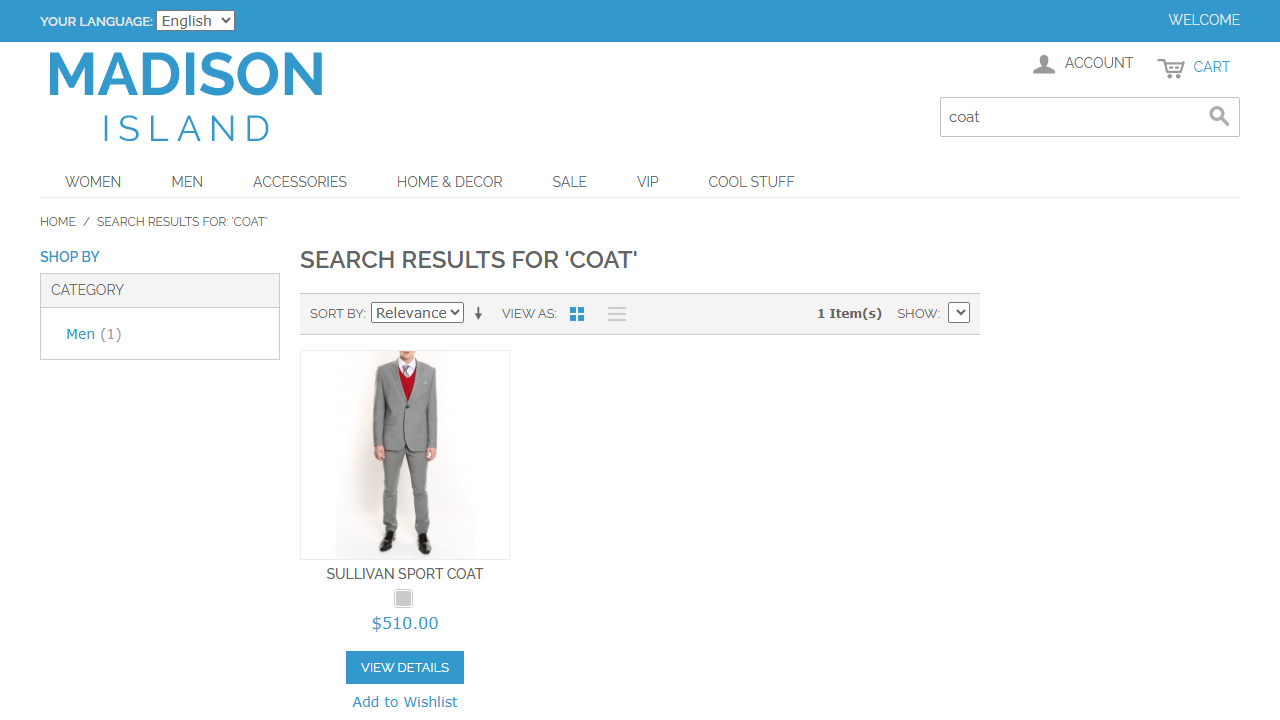 YOUR LANGUAGE: English
WELCOME
MADISON
ISLAND
ACCOUNT
CART
coat
WOMEN MEN ACCESSORIES HOME & DECOR SALE VIP COOL STUFF
HOME / SEARCH RESULTS FOR: 'COAT'
SHOP BY
CATEGORY
Men (1)
SEARCH RESULTS FOR 'COAT'
SORT BY: Relevance VIEW AS: 1 Item(s) SHOW:
SULLIVAN SPORT COAT
$510.00
VIEW DETAILS
Add to Wishlist